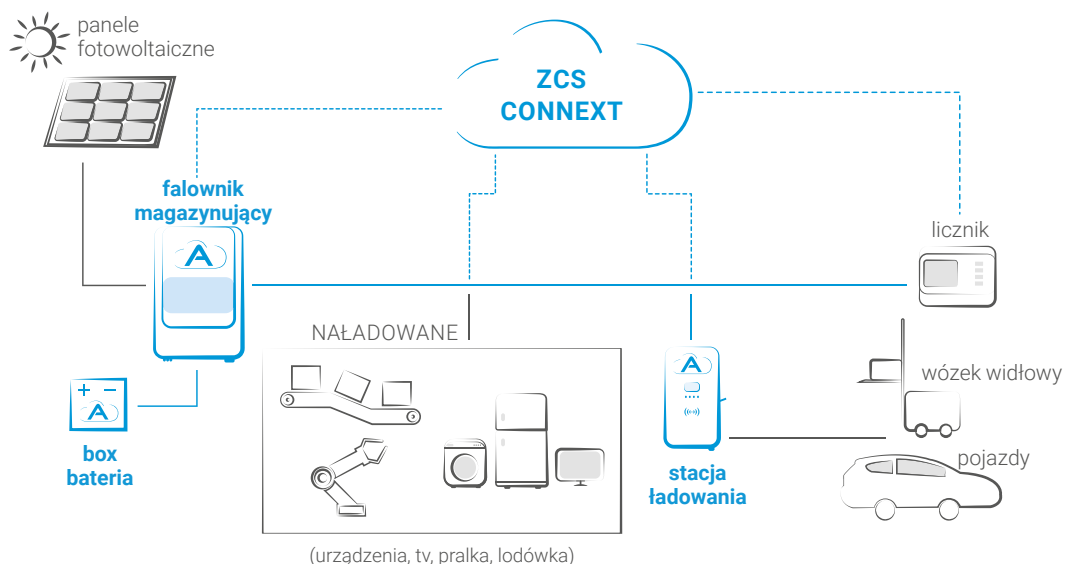 panele
fotowoltaiczne
ZCS
CONNEXT
falownik
magazynujący
licznik
NAŁADOWANE
wózek widłowy
box
bateria
stacja
ładowania
pojazdy
(urządzenia, tv, pralka, lodówka)